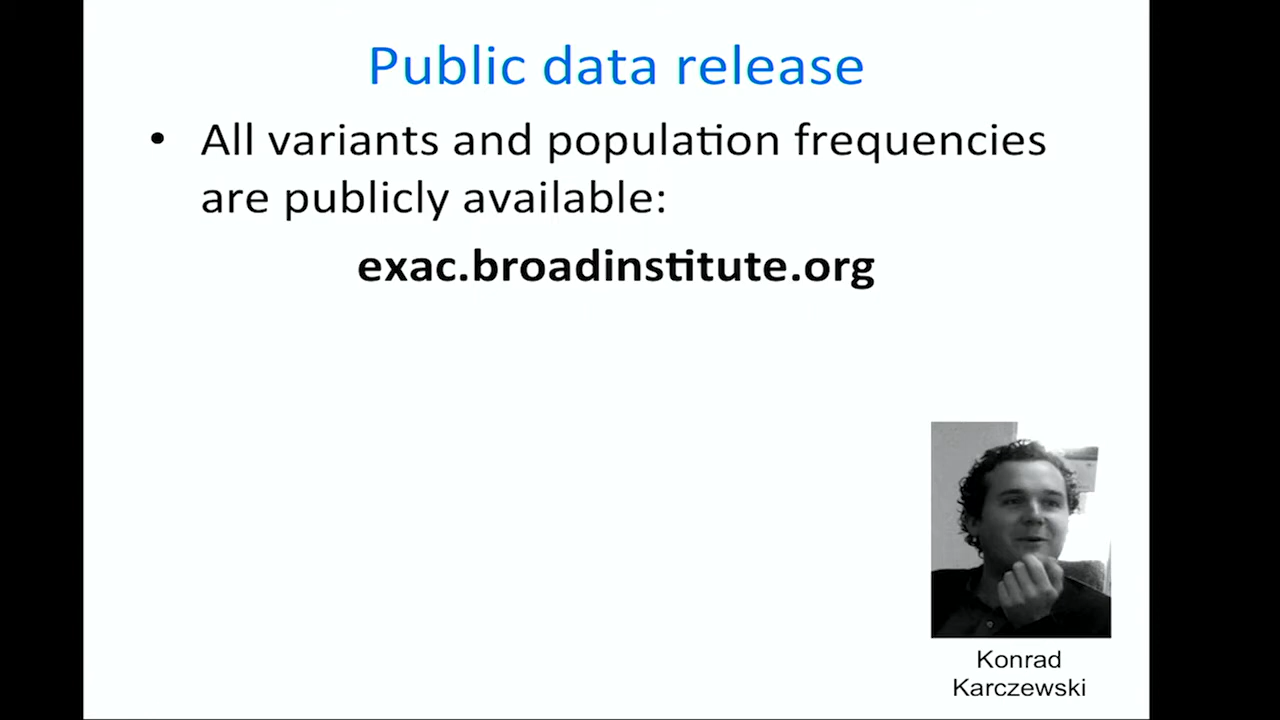 Public data release
• All variants and population frequencies
are publicly available:
exac.broadinstitute.org
Konrad
Karczewski